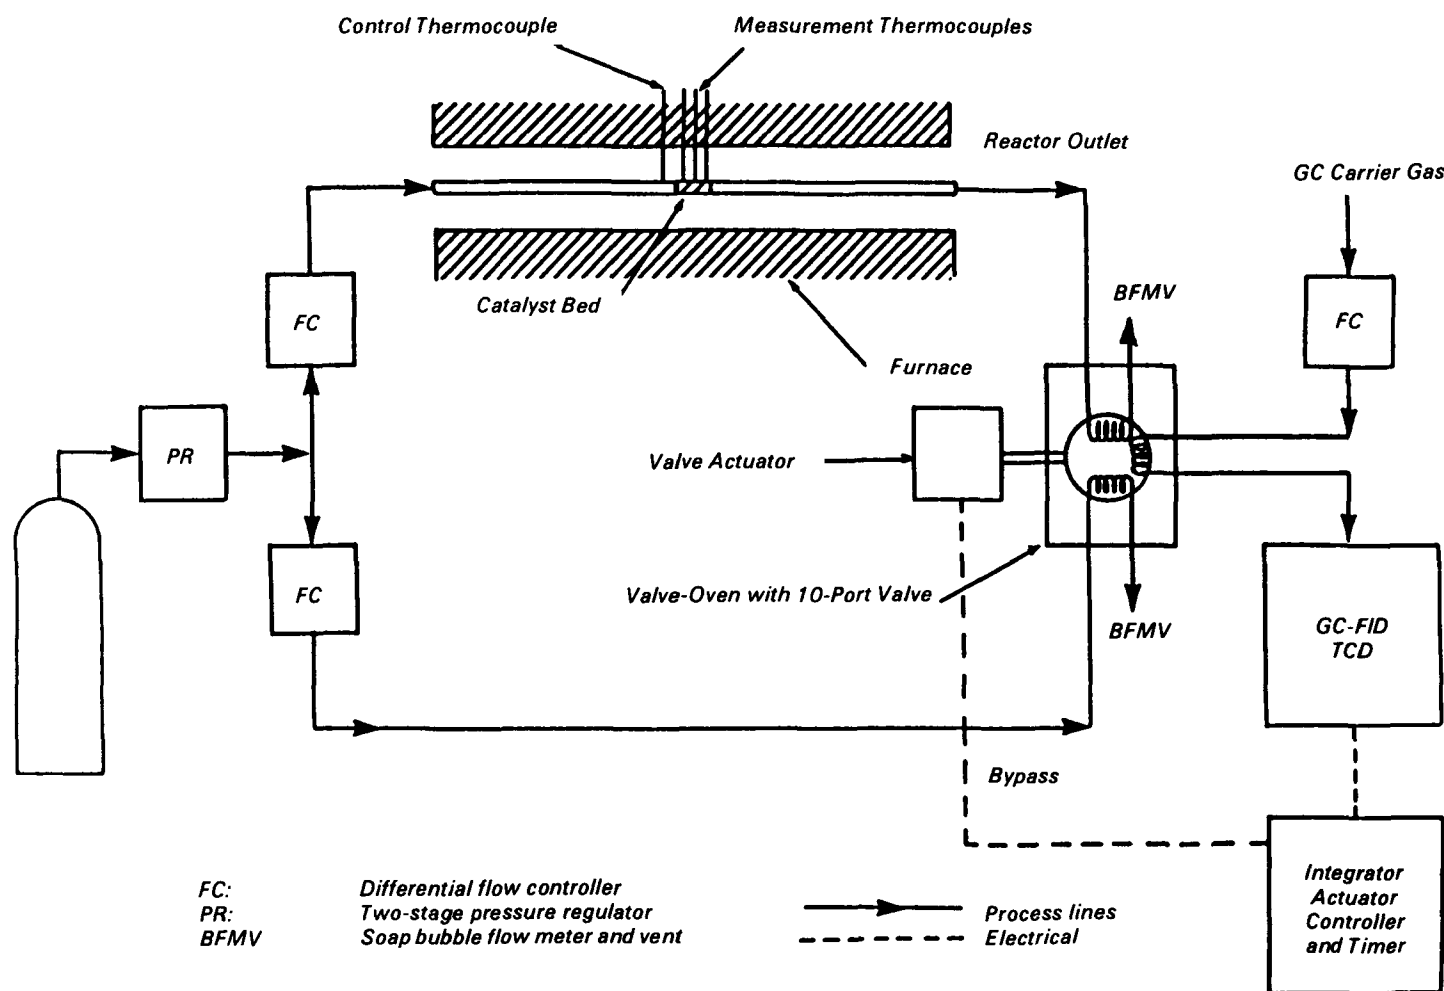 Control Thermocouple
Measurement Thermocouples
Reactor Outlet
GC Carrier Gas
Catalyst Bed
Furnace
BFMV
FC
FC
PR
Valve Actuator
FC
Valve-Oven with 10-Port Valve
BFMV
GC-FID
TCD
Bypass
Integrator
Actuator
Controller
and Timer
FC: Differential flow controller
PR: Two-stage pressure regulator
BFMV Soap bubble flow meter and vent
Process lines
Electrical